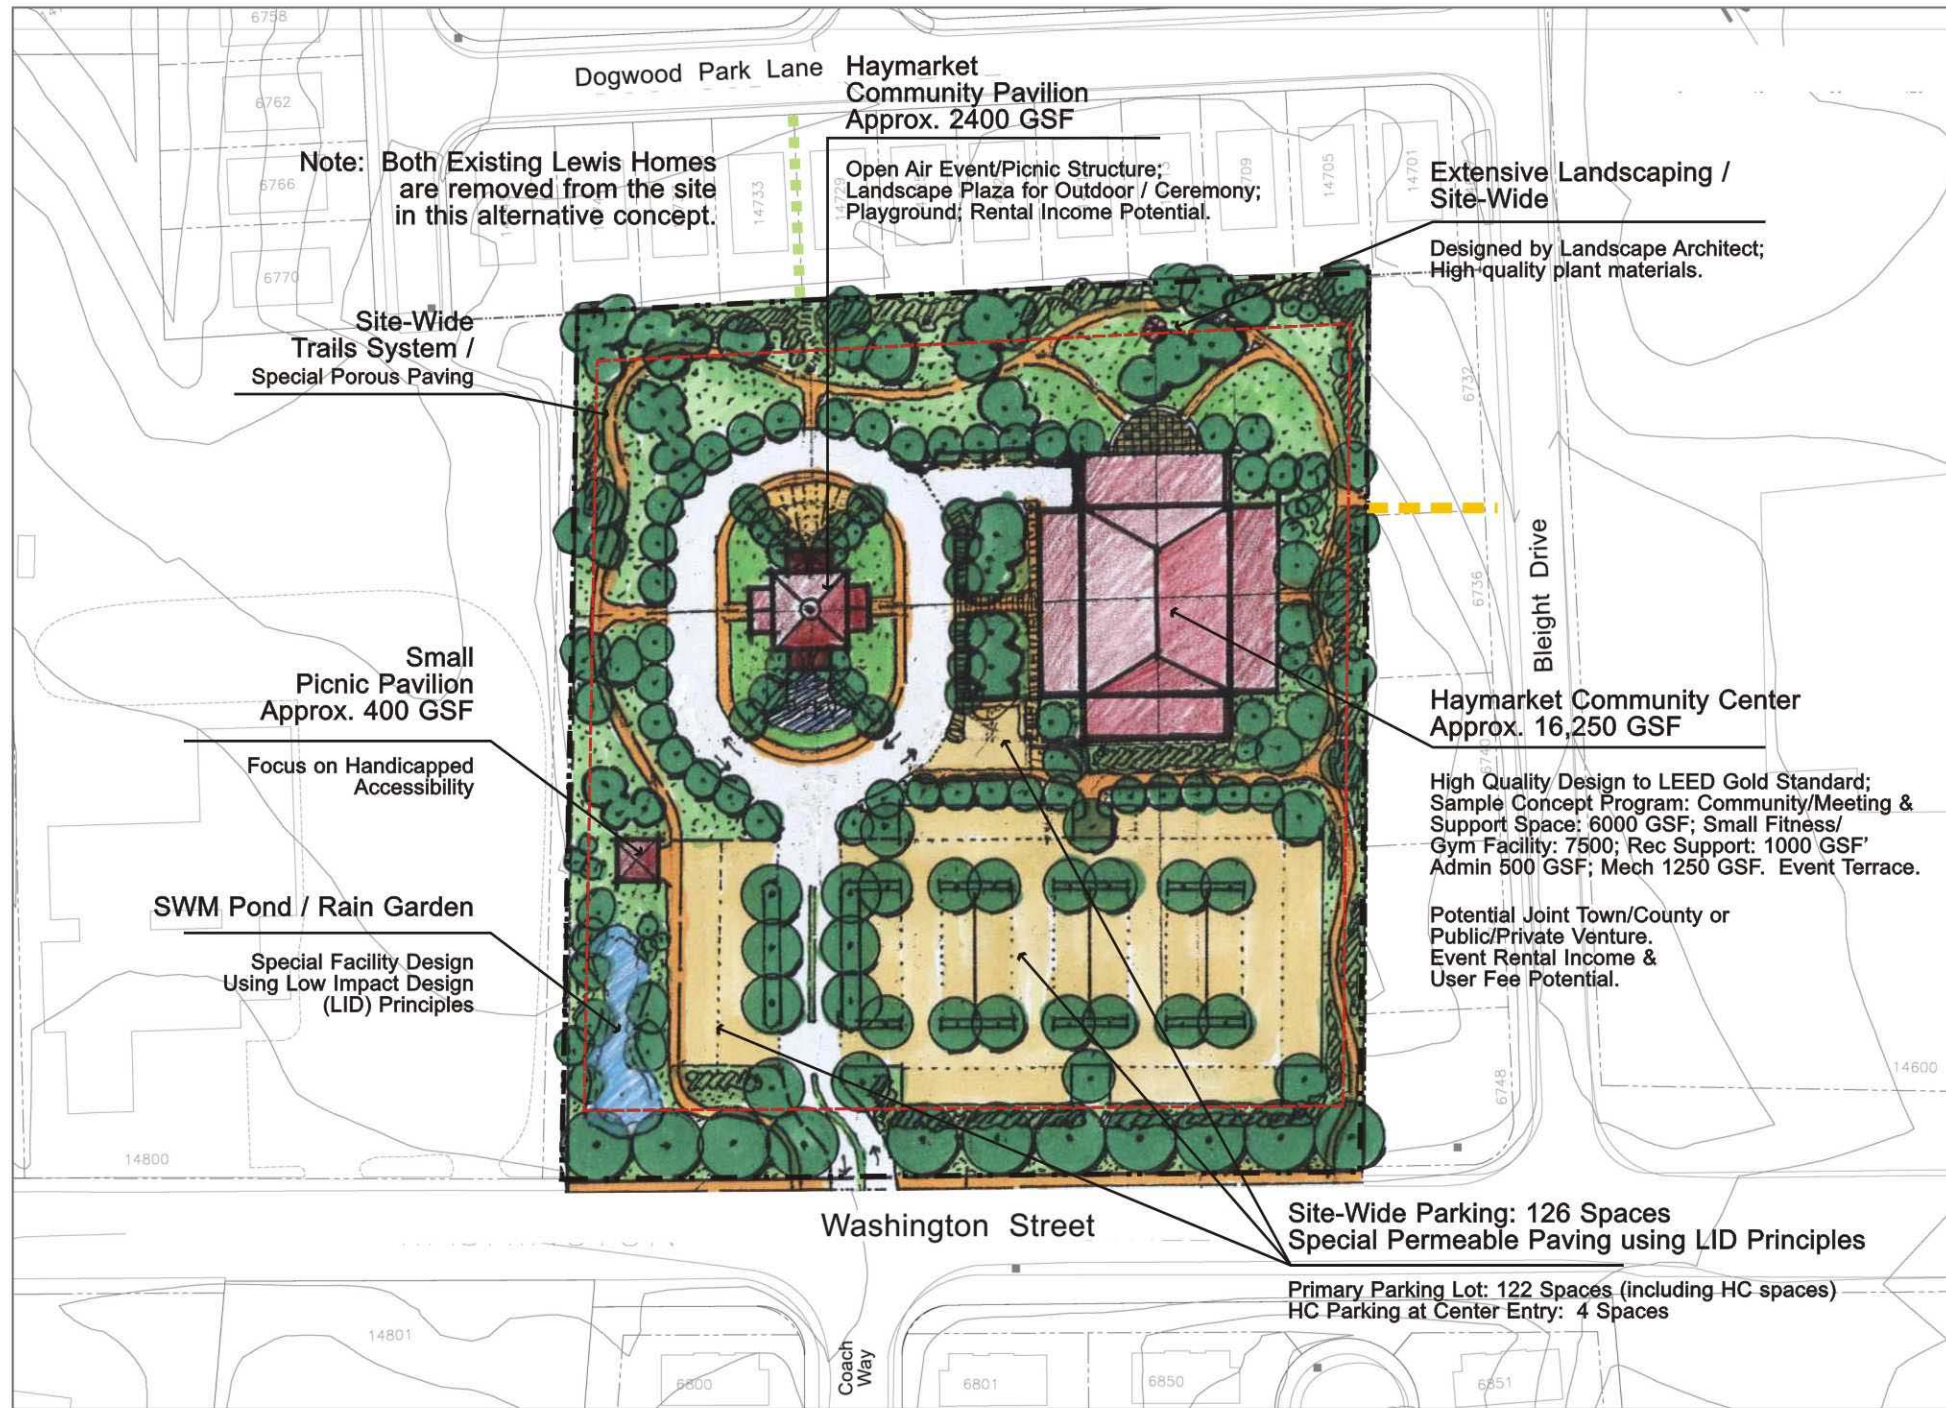 6758
6762
6766
6770
Dogwood Park Lane
Haymarket
Community Pavilion
Approx. 2400 GSF
Open Air Event/Picnic Structure;
Landscape Plaza for Outdoor / Ceremony;
Playground; Rental Income Potential.
Note: Both Existing Lewis Homes
are removed from the site
in this alternative concept.
14733
14729
14709
14705
14701
Extensive Landscaping /
Site-Wide
Designed by Landscape Architect;
High quality plant materials.
Site-Wide
Trails System /
Special Porous Paving
6732
6736
6740
6748
Bleight Drive
Small
Picnic Pavilion
Approx. 400 GSF
Focus on Handicapped
Accessibility
Haymarket Community Center
Approx. 16,250 GSF
High Quality Design to LEED Gold Standard;
Sample Concept Program: Community/Meeting &
Support Space: 6000 GSF; Small Fitness/
Gym Facility: 7500; Rec Support: 1000 GSF'
Admin 500 GSF; Mech 1250 GSF. Event Terrace.
Potential Joint Town/County or
Public/Private Venture.
Event Rental Income &
User Fee Potential.
SWM Pond / Rain Garden
Special Facility Design
Using Low Impact Design
(LID) Principles
14600
14800
Washington Street
Site-Wide Parking: 126 Spaces
Special Permeable Paving using LID Principles
Primary Parking Lot: 122 Spaces (including HC spaces)
HC Parking at Center Entry: 4 Spaces
14801
Coach
Way
6800
6801
6850
6851